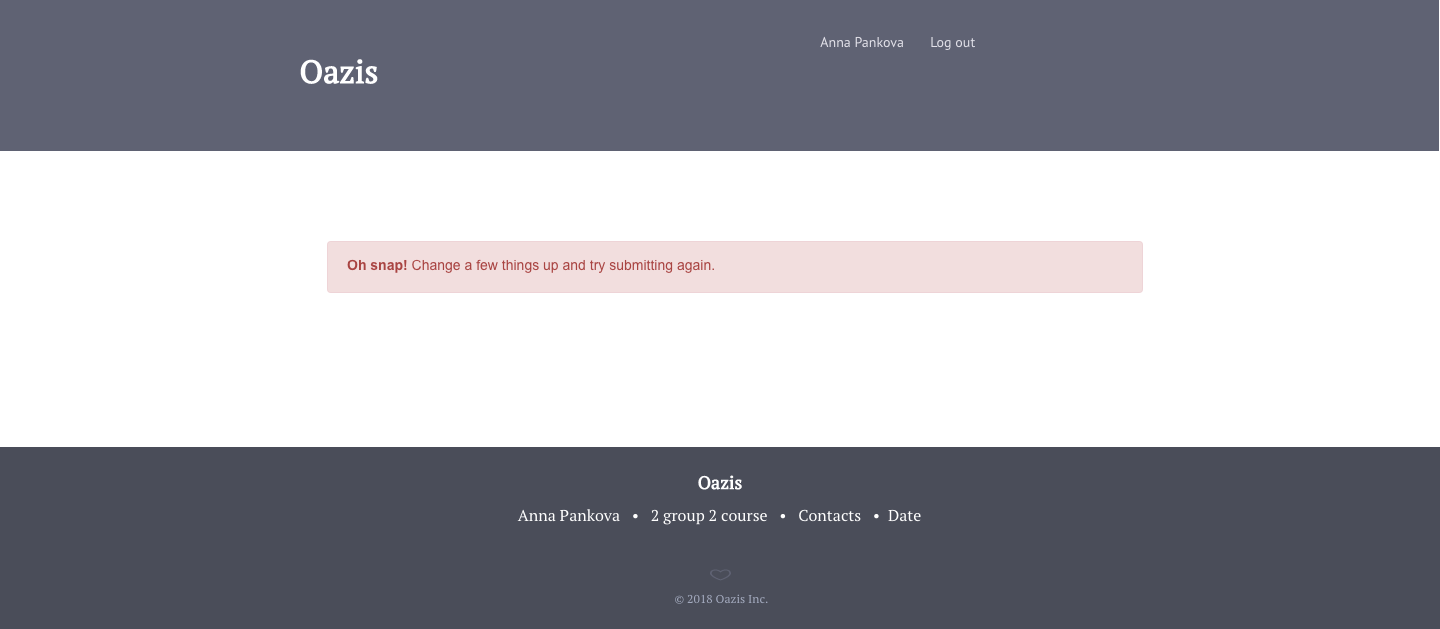 Anna Pankova Log out
Oazis
Oh snap! Change a few things up and try submitting again.
Oazis
Anna Pankova • 2 group 2 course • Contacts • Date
© 2018 Oazis Inc.